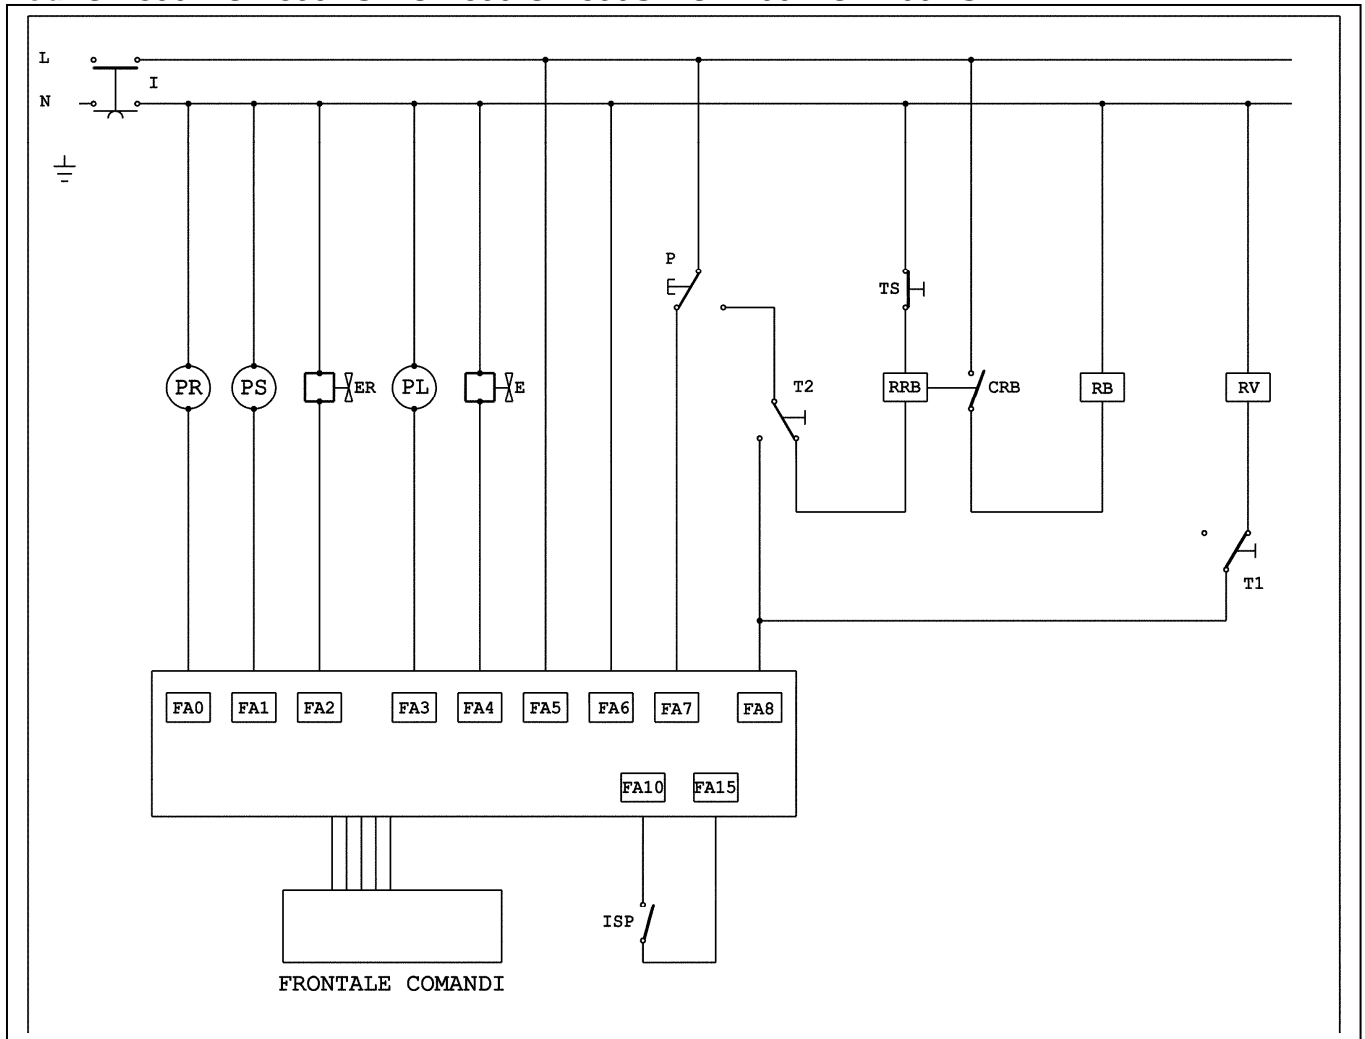 L
I
N
P
TS
PR
PS
ER
PL
E
T2
RRB
CRB
RB
RV
T1
FA0
FA1
FA2
FA3
FA4
FA5
FA6
FA7
FA8
FA10
FA15
ISP
FRONTALE COMANDI